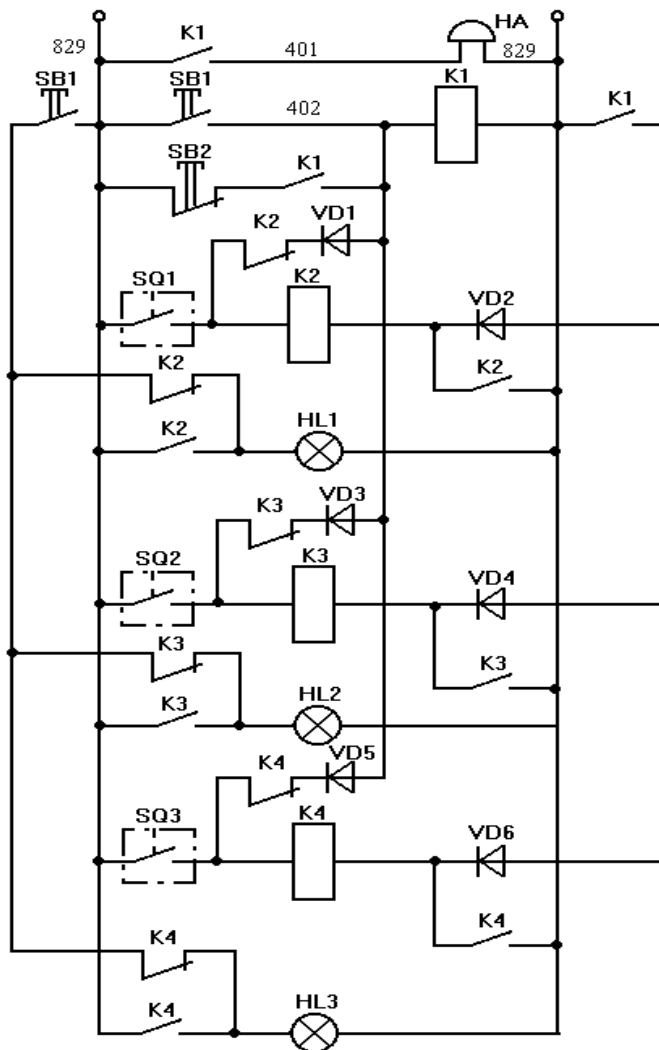 HA
829 K1 401 829
SB1 SB1 402 K1 K1
SB2 K1
K2 VD1
SQ1 K2 VD2
K2 K2
K2 HL1
K3 VD3
SQ2 K3 VD4
K3 K3
K3 HL2
K4 VD5
SQ3 K4 VD6
K4 K4
K4 HL3